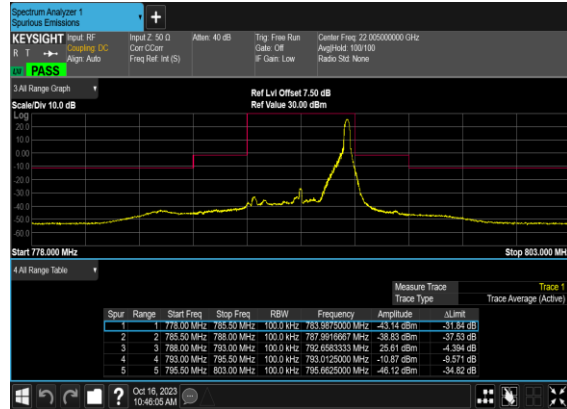 Spectrum Analyzer 1
Spurious Emissions
KEYSIGHT Input: RF Input Z: 50 Ω Atten: 40 dB Trig: Free Run Center Freq: 22.005000000 GHz
R T Coupling: DC Corr CCorr Gate: Off Avg|Hold: 100/100
Align: Auto Freq Ref: Int (S) IF Gain: Low Radio Std: None
PASS
3 All Range Graph
Ref Lvl Offset 7.50 dB
Scale/Div 10.0 dB Ref Value 30.00 dBm
Log
20.0
10.0
0.00
-10.0
-20.0
-30.0
-40.0
-50.0
-60.0
Start 778.000 MHz Stop 803.000 MH
4 All Range Table
Measure Trace Trace 1
Trace Type Trace Average (Active)
Spur Range Start Freq Stop Freq RBW Frequency Amplitude ΔLimit
1 1 778.00 MHz 785.50 MHz 100.0 kHz 783.9875000 MHz -43.14 dBm -31.84 dB
2 2 785.50 MHz 788.00 MHz 100.0 kHz 787.9916667 MHz -38.83 dBm -37.53 dB
3 3 788.00 MHz 793.00 MHz 100.0 kHz 792.6583333 MHz 25.61 dBm -4.394 dB
4 4 793.00 MHz 795.50 MHz 100.0 kHz 793.0125000 MHz -10.87 dBm -9.571 dB
5 5 795.50 MHz 803.00 MHz 100.0 kHz 795.6625000 MHz -46.12 dBm -34.82 dB
Oct 16, 2023
10:46:05 AM